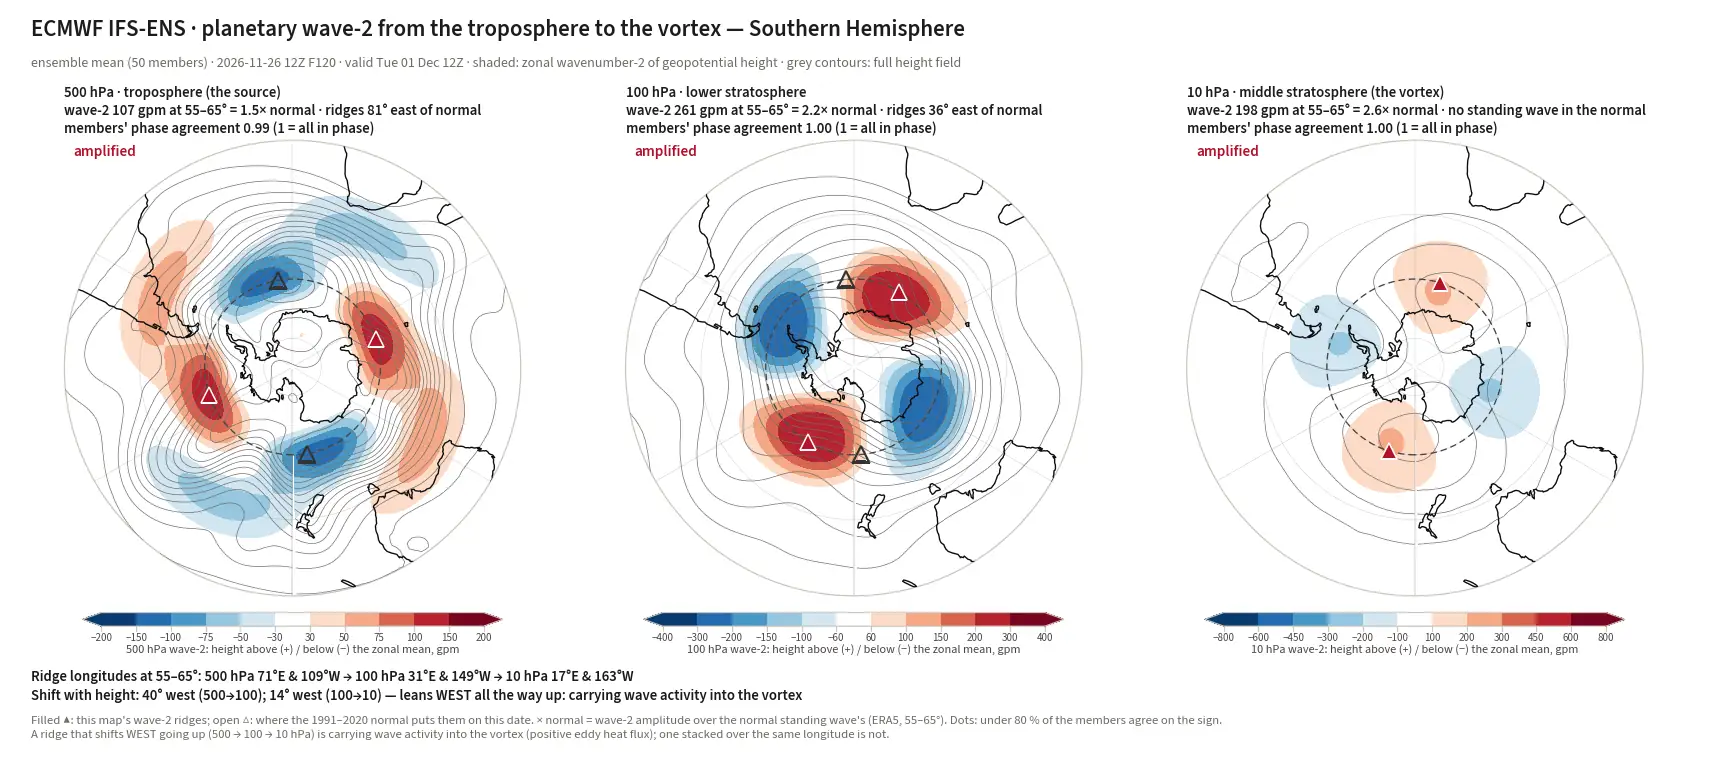 ECMWF IFS-ENS · planetary wave-2 from the troposphere to the vortex — Southern Hemisphere
ensemble mean (50 members) · 2026-11-26 12Z F120 · valid Tue 01 Dec 12Z · shaded: zonal wavenumber-2 of geopotential height · grey contours: full height field
500 hPa · troposphere (the source)
wave-2 107 gpm at 55–65° = 1.5× normal · ridges 81° east of normal
members' phase agreement 0.99 (1 = all in phase)
amplified
100 hPa · lower stratosphere
wave-2 261 gpm at 55–65° = 2.2× normal · ridges 36° east of normal
members' phase agreement 1.00 (1 = all in phase)
amplified
10 hPa · middle stratosphere (the vortex)
wave-2 198 gpm at 55–65° = 2.6× normal · no standing wave in the normal
members' phase agreement 1.00 (1 = all in phase)
amplified
−200 −150 −100 −75 −50 −30 30 50 75 100 150 200
500 hPa wave-2: height above (+) / below (−) the zonal mean, gpm
−400 −300 −200 −150 −100 −60 60 100 150 200 300 400
100 hPa wave-2: height above (+) / below (−) the zonal mean, gpm
−800 −600 −450 −300 −200 −100 100 200 300 450 600 800
10 hPa wave-2: height above (+) / below (−) the zonal mean, gpm
Ridge longitudes at 55–65°: 500 hPa 71°E & 109°W → 100 hPa 31°E & 149°W → 10 hPa 17°E & 163°W
Shift with height: 40° west (500→100); 14° west (100→10) — leans WEST all the way up: carrying wave activity into the vortex
Filled ▲: this map's wave-2 ridges; open △: where the 1991–2020 normal puts them on this date. × normal = wave-2 amplitude over the normal standing wave's (ERA5, 55–65°). Dots: under 80 % of the members agree on the sign.
A ridge that shifts WEST going up (500 → 100 → 10 hPa) is carrying wave activity into the vortex (positive eddy heat flux); one stacked over the same longitude is not.